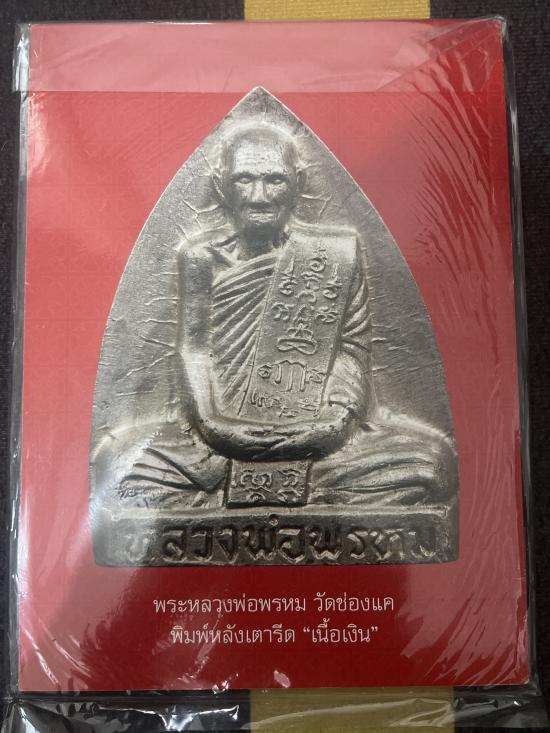 หลวงพ่อพรหม
พระหลวงพ่อพรหม วัดช่องแค
พิมพ์หลังเตารีด “เนื้อเงิน”